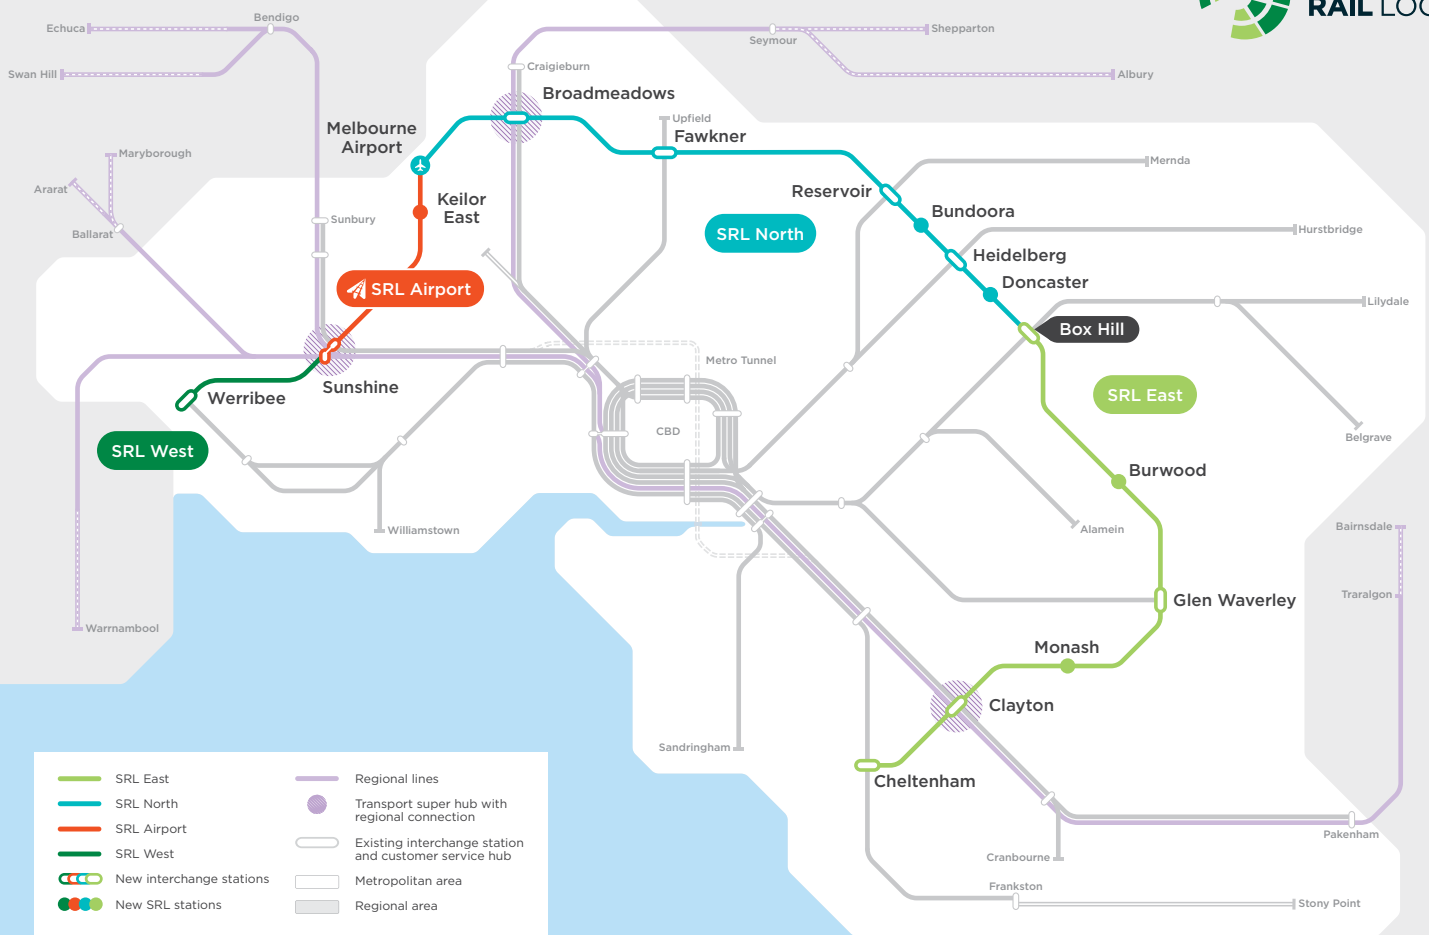 RAIL LOO
Echuca
Bendigo
Swan Hill
Seymour
Shepparton
Albury
Craigieburn
Broadmeadows
Melbourne
Airport
Upfield
Fawkner
Maryborough
Ararat
Ballarat
Keilor
East
Sunbury
Reservoir
Mernda
Bundoora
SRL North
Hurstbridge
Heidelberg
Doncaster
SRL Airport
Lilydale
Box Hill
Metro Tunnel
Sunshine
Werribee
SRL East
CBD
Belgrave
SRL West
Burwood
Williamstown
Alamein
Bairnsdale
Traralgon
Glen Waverley
Warrnambool
Monash
Clayton
Sandringham
Cheltenham
Pakenham
Cranbourne
Frankston
Stony Point
SRL East
SRL North
SRL Airport
SRL West
New interchange stations
New SRL stations
Regional lines
Transport super hub with
regional connection
Existing interchange station
and customer service hub
Metropolitan area
Regional area